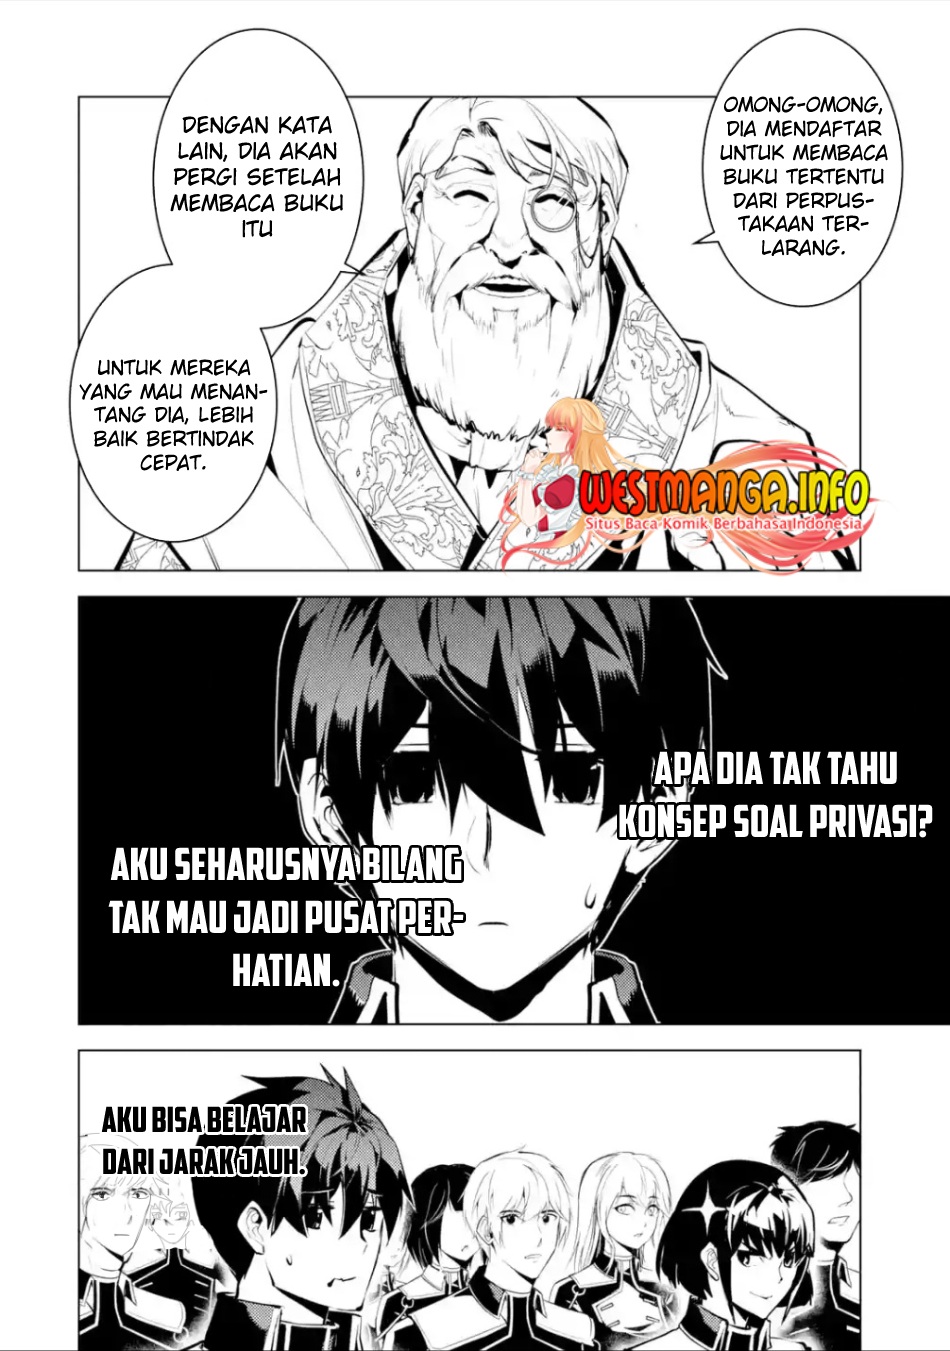 OMONG-OMONG,
DIA MENDAFTAR
UNTUK MEMBACA
BUKU TERTENTU
DARI PERPUS-
TAKAAN TER-
LARANG.
DENGAN KATA
LAIN, DIA AKAN
PERGI SETELAH
MEMBACA BUKU
ITU
UNTUK MEREKA
YANG MAU MENAN-
TANG DIA, LEBIH
BAIK BERTINDAK
CEPAT.
WESTMANGA.INFO
Situs Baca Komik Berbahasa Indonesia
APA DIA TAK TAHU
KONSEP SOAL PRIVASI?
AKU SEHARUSNYA BILANG
TAK MAU JADI PUSAT PER-
HATIAN.
AKU BISA BELAJAR
DARI JARAK JAUH.